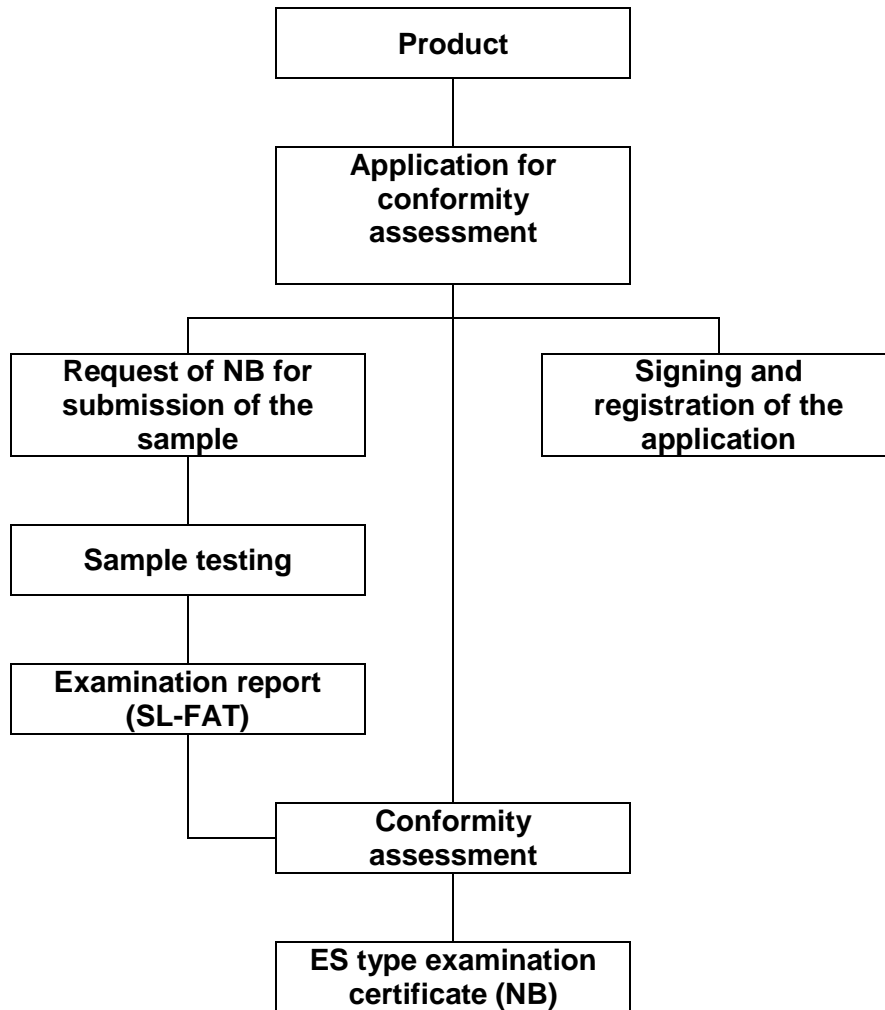 Product
Application for
conformity
assessment
Request of NB for
submission of the
sample
Signing and
registration of the
application
Sample testing
Examination report
(SL-FAT)
Conformity
assessment
ES type examination
certificate (NB)